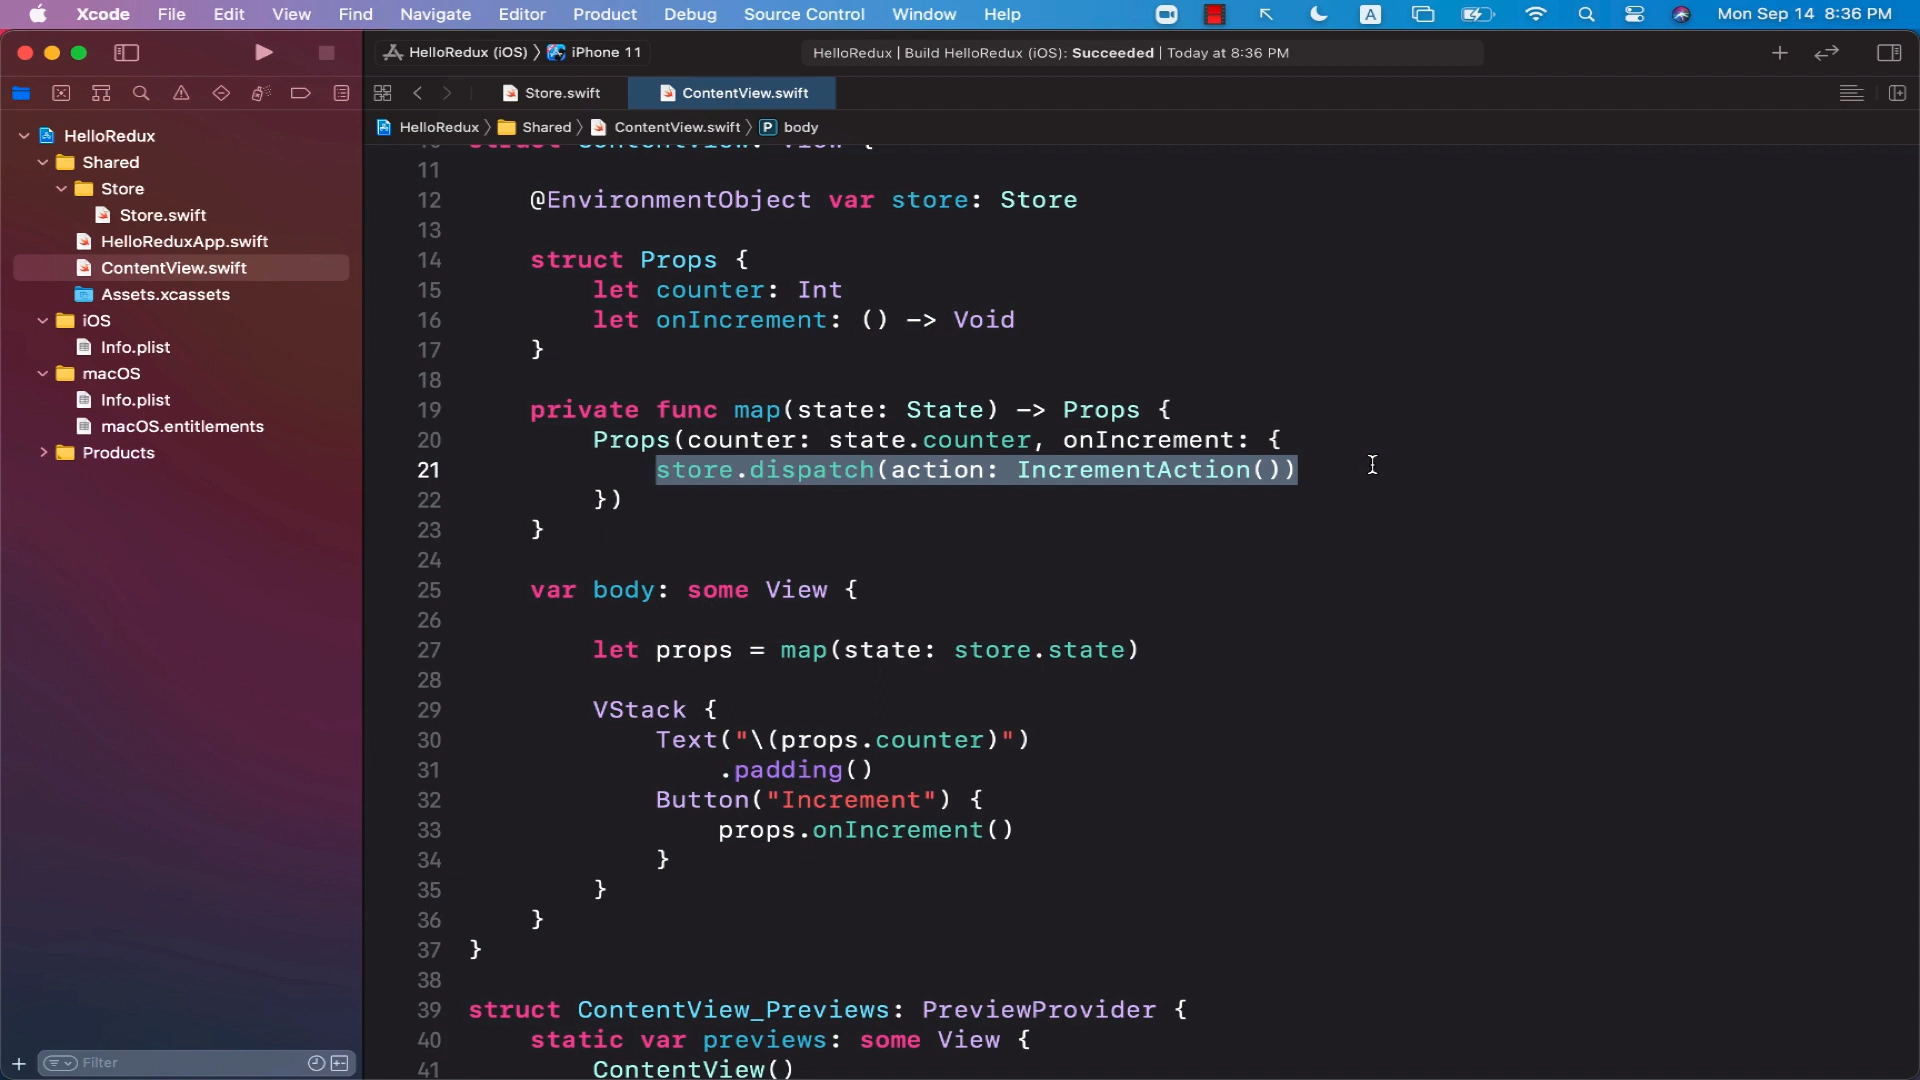 Xcode File Edit View Find Navigate Editor Product Debug Source Control Window Help A Mon Sep 14 8:36 PM
HelloRedux (iOS) iPhone 11 HelloRedux | Build HelloRedux (iOS): Succeeded | Today at 8:36 PM
Store.swift ContentView.swift
HelloRedux Shared ContentView.swift P body
HelloRedux
Shared
Store
Store.swift
HelloReduxApp.swift
ContentView.swift
Assets.xcassets
iOS
Info.plist
macOS
Info.plist
macOS.entitlements
Products
Filter
10 struct ContentView: View {
11
12 @EnvironmentObject var store: Store
13
14 struct Props {
15 let counter: Int
16 let onIncrement: () -> Void
17 }
18
19 private func map(state: State) -> Props {
20 Props(counter: state.counter, onIncrement: {
21 store.dispatch(action: IncrementAction())
22 })
23 }
24
25 var body: some View {
26
27 let props = map(state: store.state)
28
29 VStack {
30 Text("\(props.counter)")
31 .padding()
32 Button("Increment") {
33 props.onIncrement()
34 }
35 }
36 }
37 }
38
39 struct ContentView_Previews: PreviewProvider {
40 static var previews: some View {
41 ContentView()